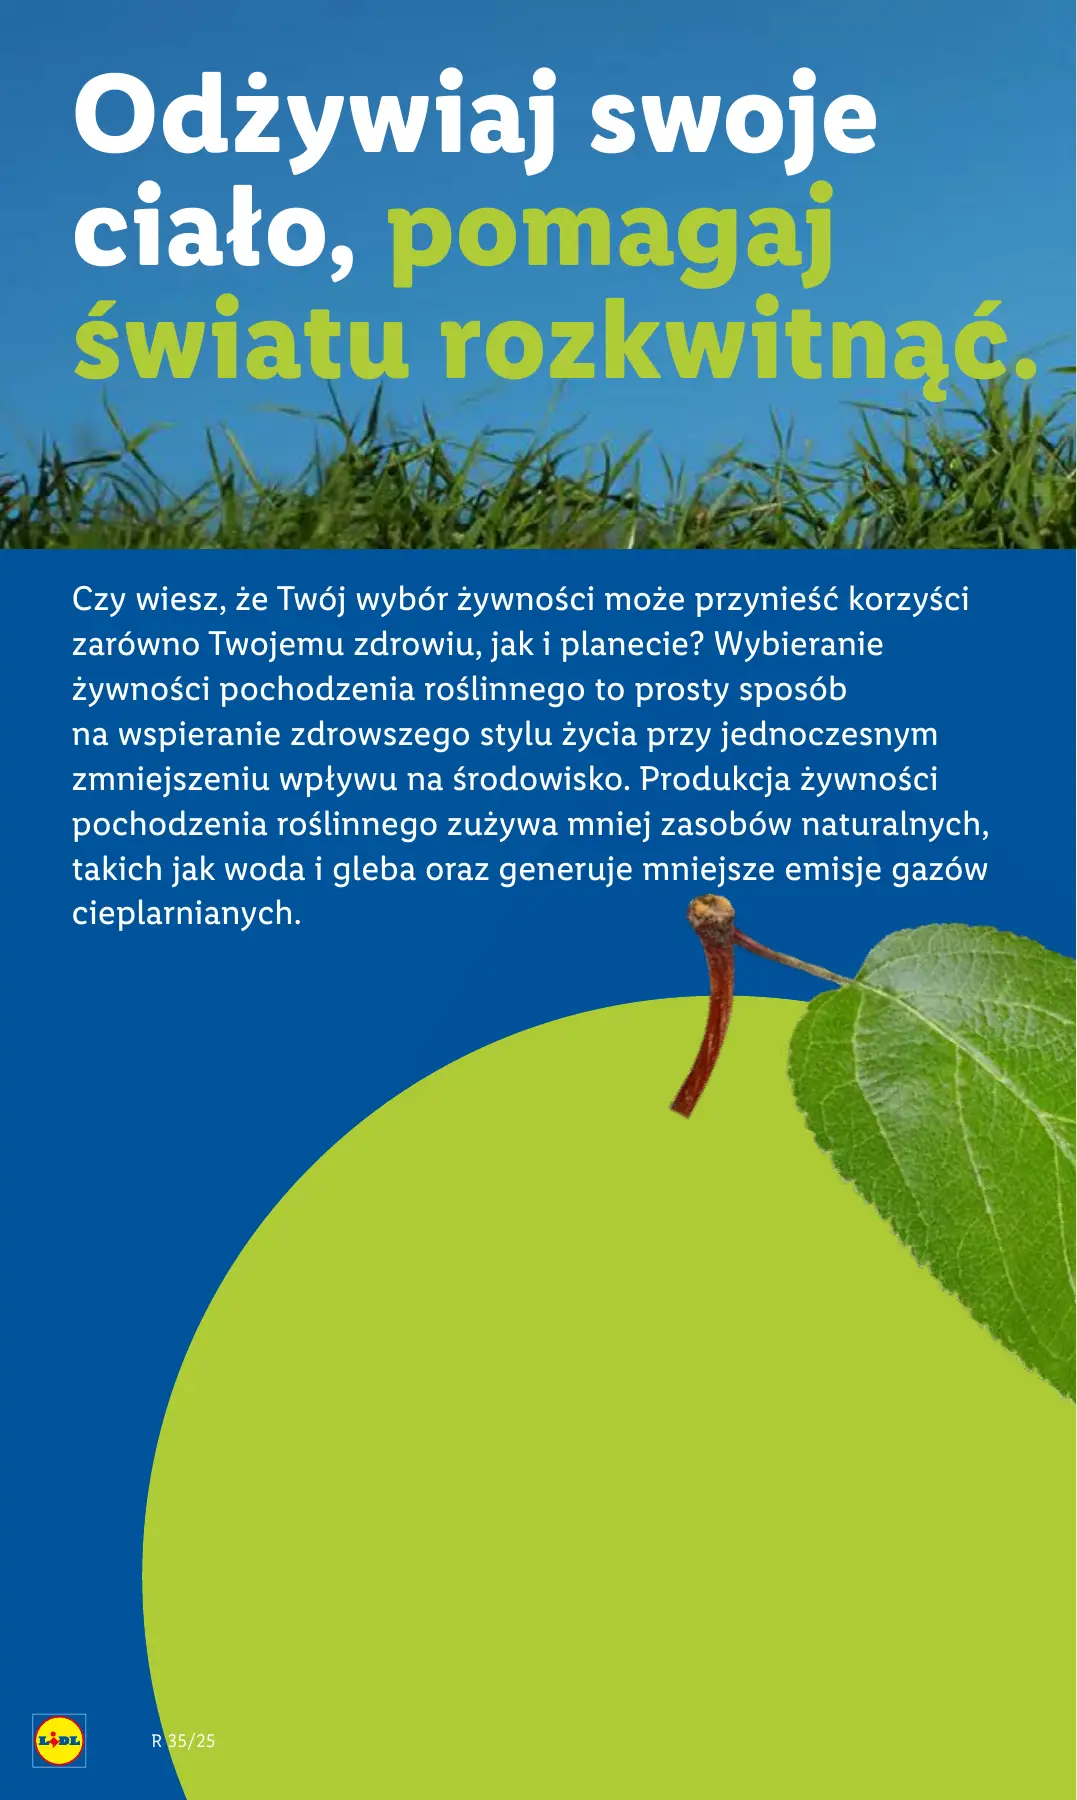 Odżywiaj swoje
ciało, pomagaj
światu rozkwitnąć.
Czy wiesz, że Twój wybór żywności może przynieść korzyści
zarówno Twojemu zdrowiu, jak i planecie? Wybieranie
żywności pochodzenia roślinnego to prosty sposób
na wspieranie zdrowszego stylu życia przy jednoczesnym
zmniejszeniu wpływu na środowisko. Produkcja żywności
pochodzenia roślinnego zużywa mniej zasobów naturalnych,
takich jak woda i gleba oraz generuje mniejsze emisje gazów
cieplarnianych.
LIDL
R 35/25